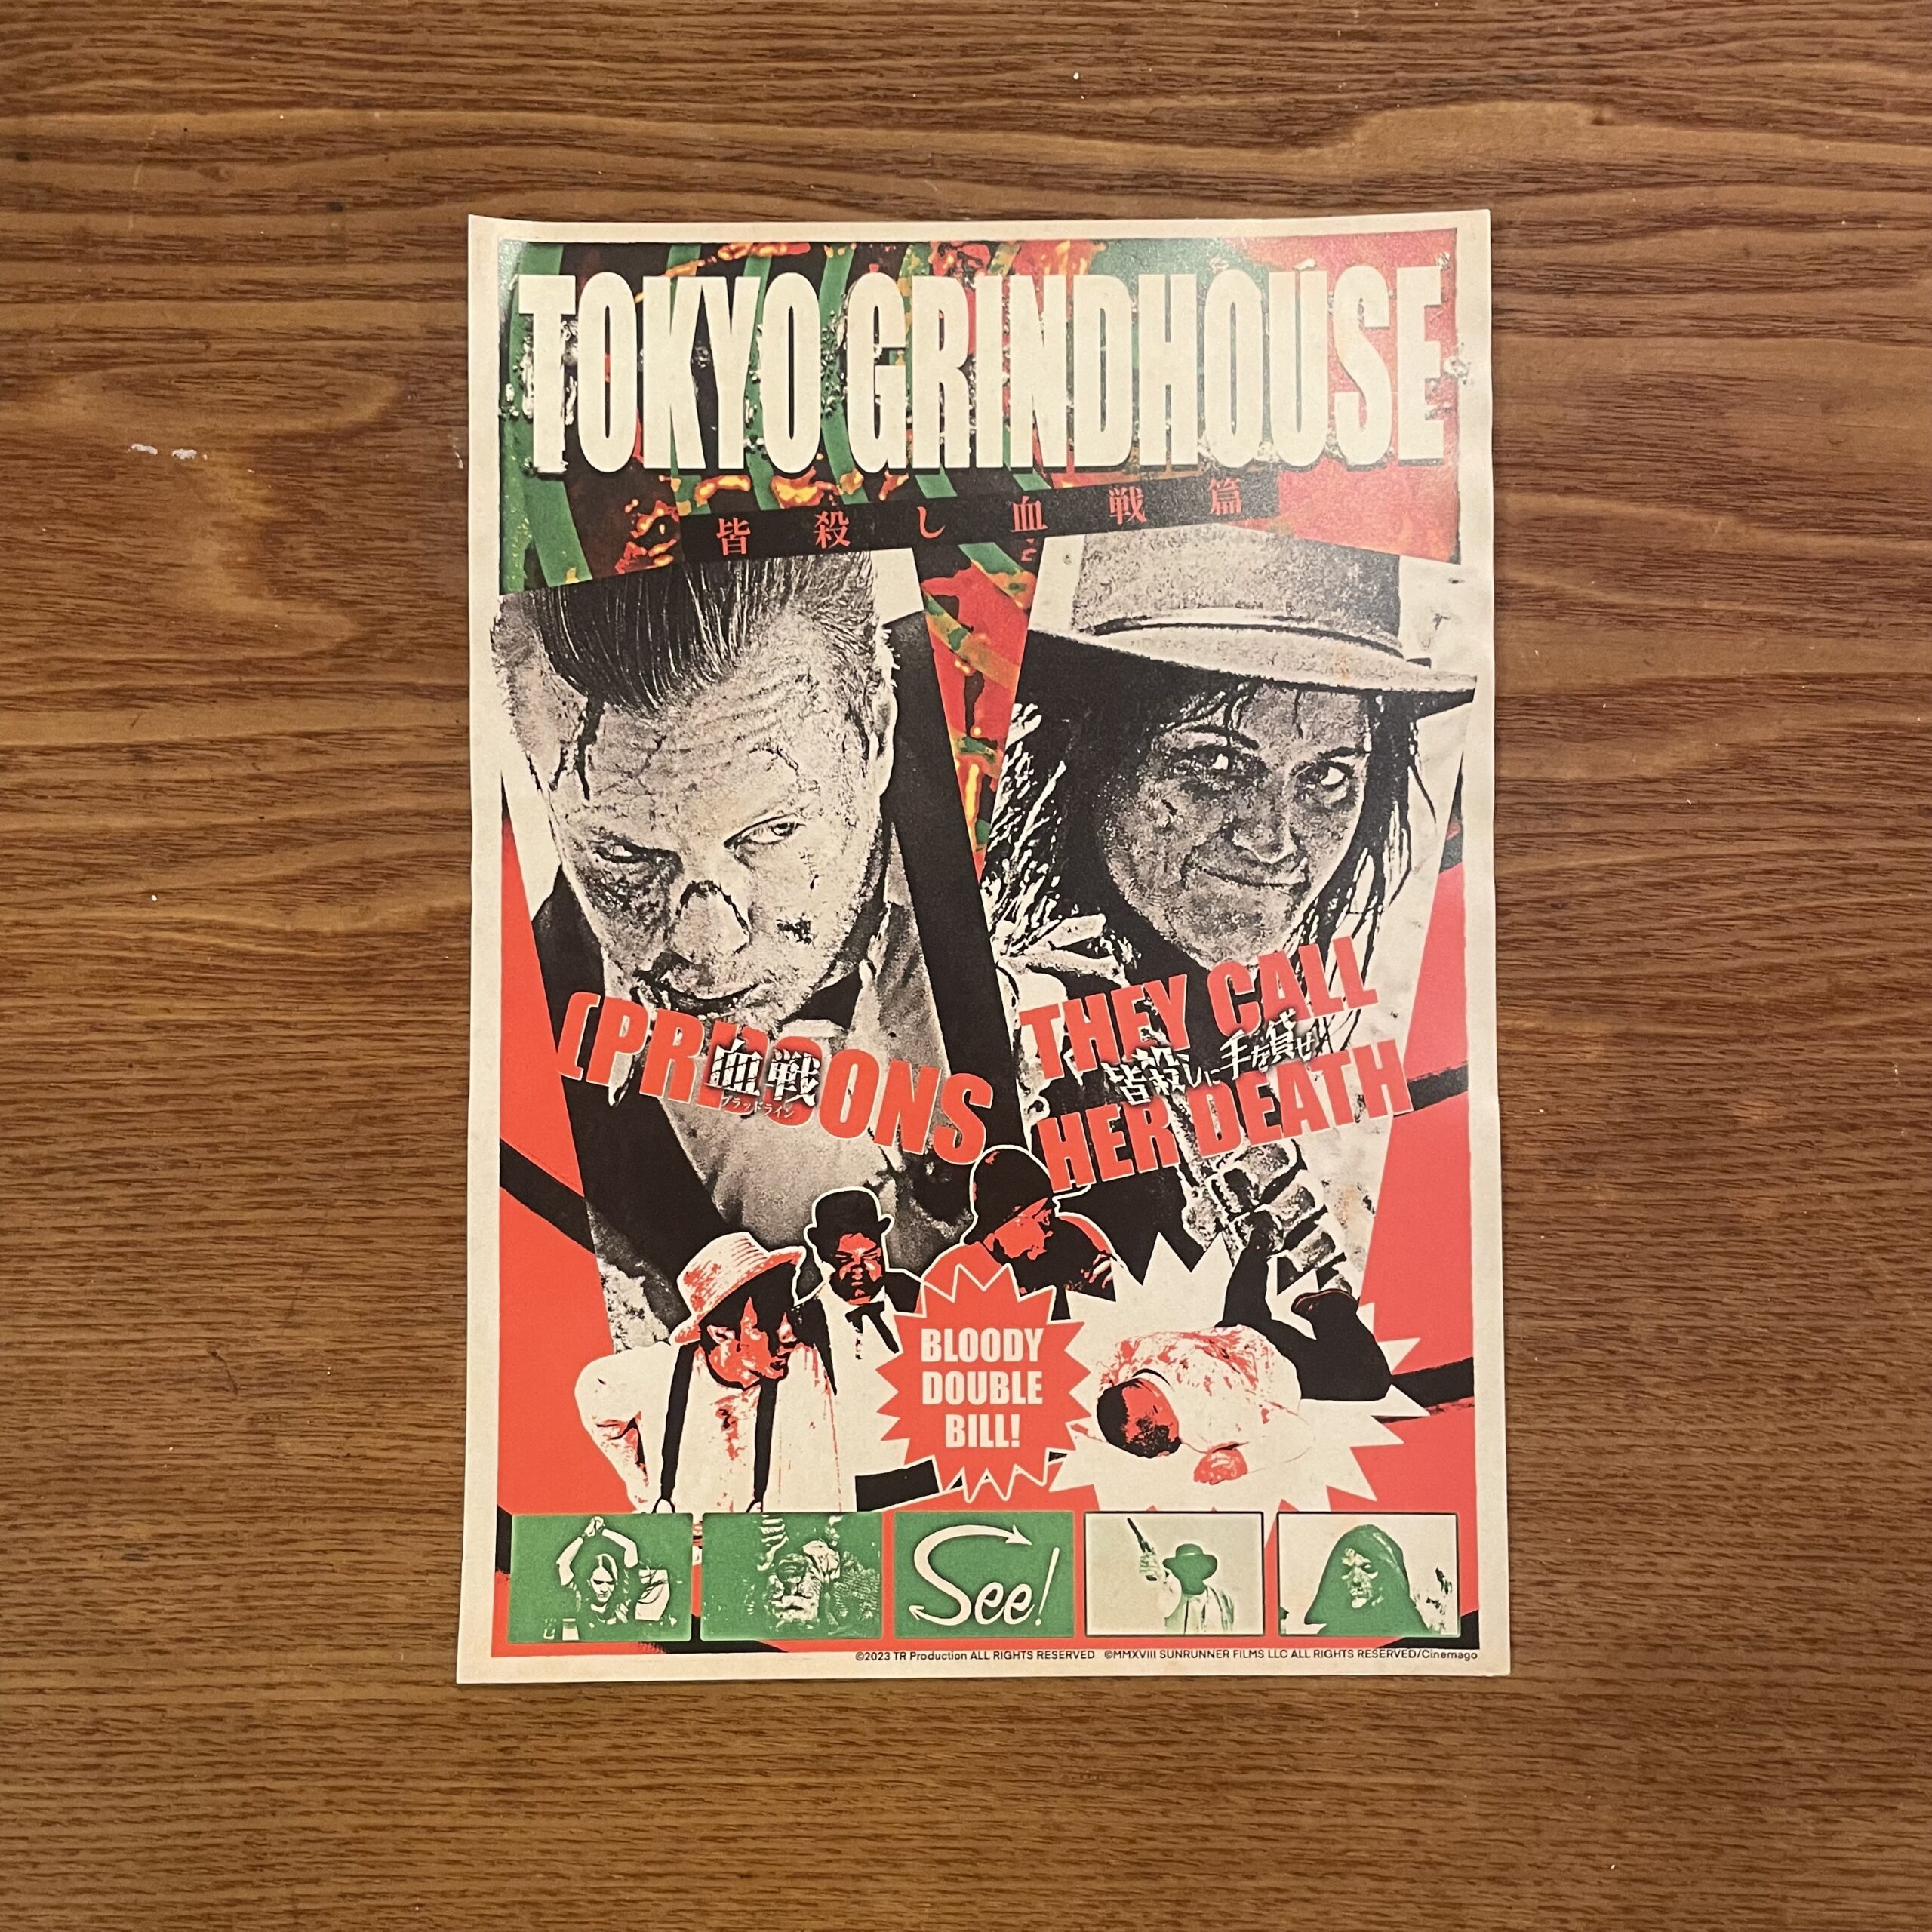 TOKYO GRINDHOUSE
皆殺し血戦篇
血戦
ブラッドライン
THEY CALL
皆殺しに手を貸せ
HER DEATH
BLOODY
DOUBLE
BILL!
See!
©2023 TR Production ALL RIGHTS RESERVED ©MMXVIII SUNRUNNER FILMS LLC ALL RIGHTS RESERVED/Cinemago